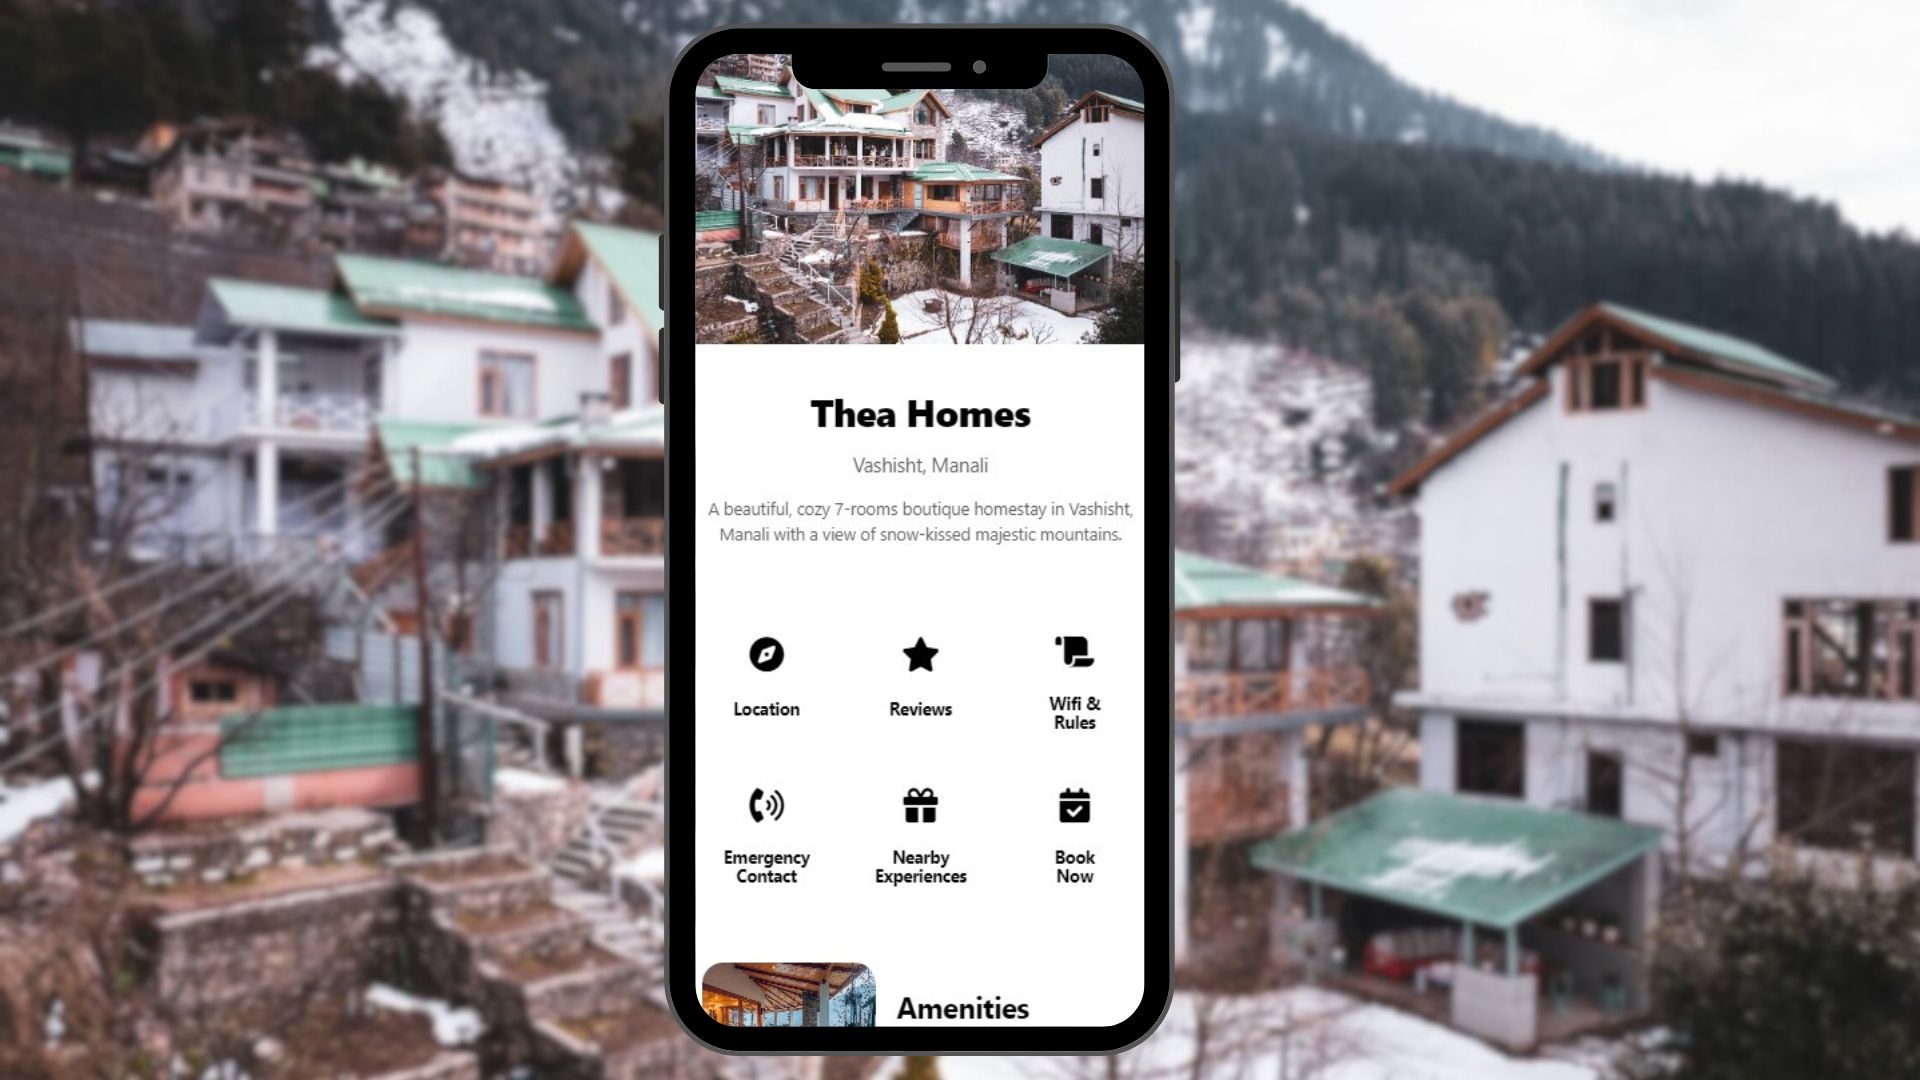 Thea Homes
Vashisht, Manali
A beautiful, cozy 7-rooms boutique homestay in Vashisht,
Manali with a view of snow-kissed majestic mountains.
Location
Reviews
Wifi &
Rules
Emergency
Contact
Nearby
Experiences
Book
Now
Amenities